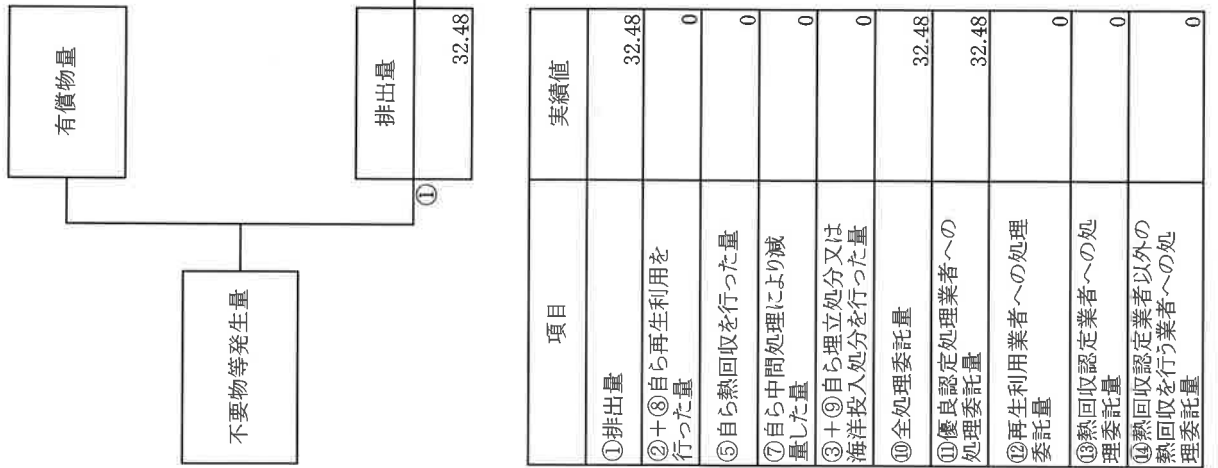 有償物量
不要物等発生量
排出量
①
32.48
項目
実績値
①排出量
32.48
②＋⑧自ら再生利用を
行った量
0
⑤自ら熱回収を行った量
0
⑦自ら中間処理により減
量した量
0
③＋⑨自ら埋立処分又は
海洋投入処分を行った量
0
⑩全処理委託量
32.48
⑪優良認定処理業者への
処理委託量
32.48
⑫再生利用業者への処理
委託量
0
⑬熱回収認定業者への処
理委託量
0
⑭熱回収認定業者以外の
熱回収を行う業者への処
理委託量
0